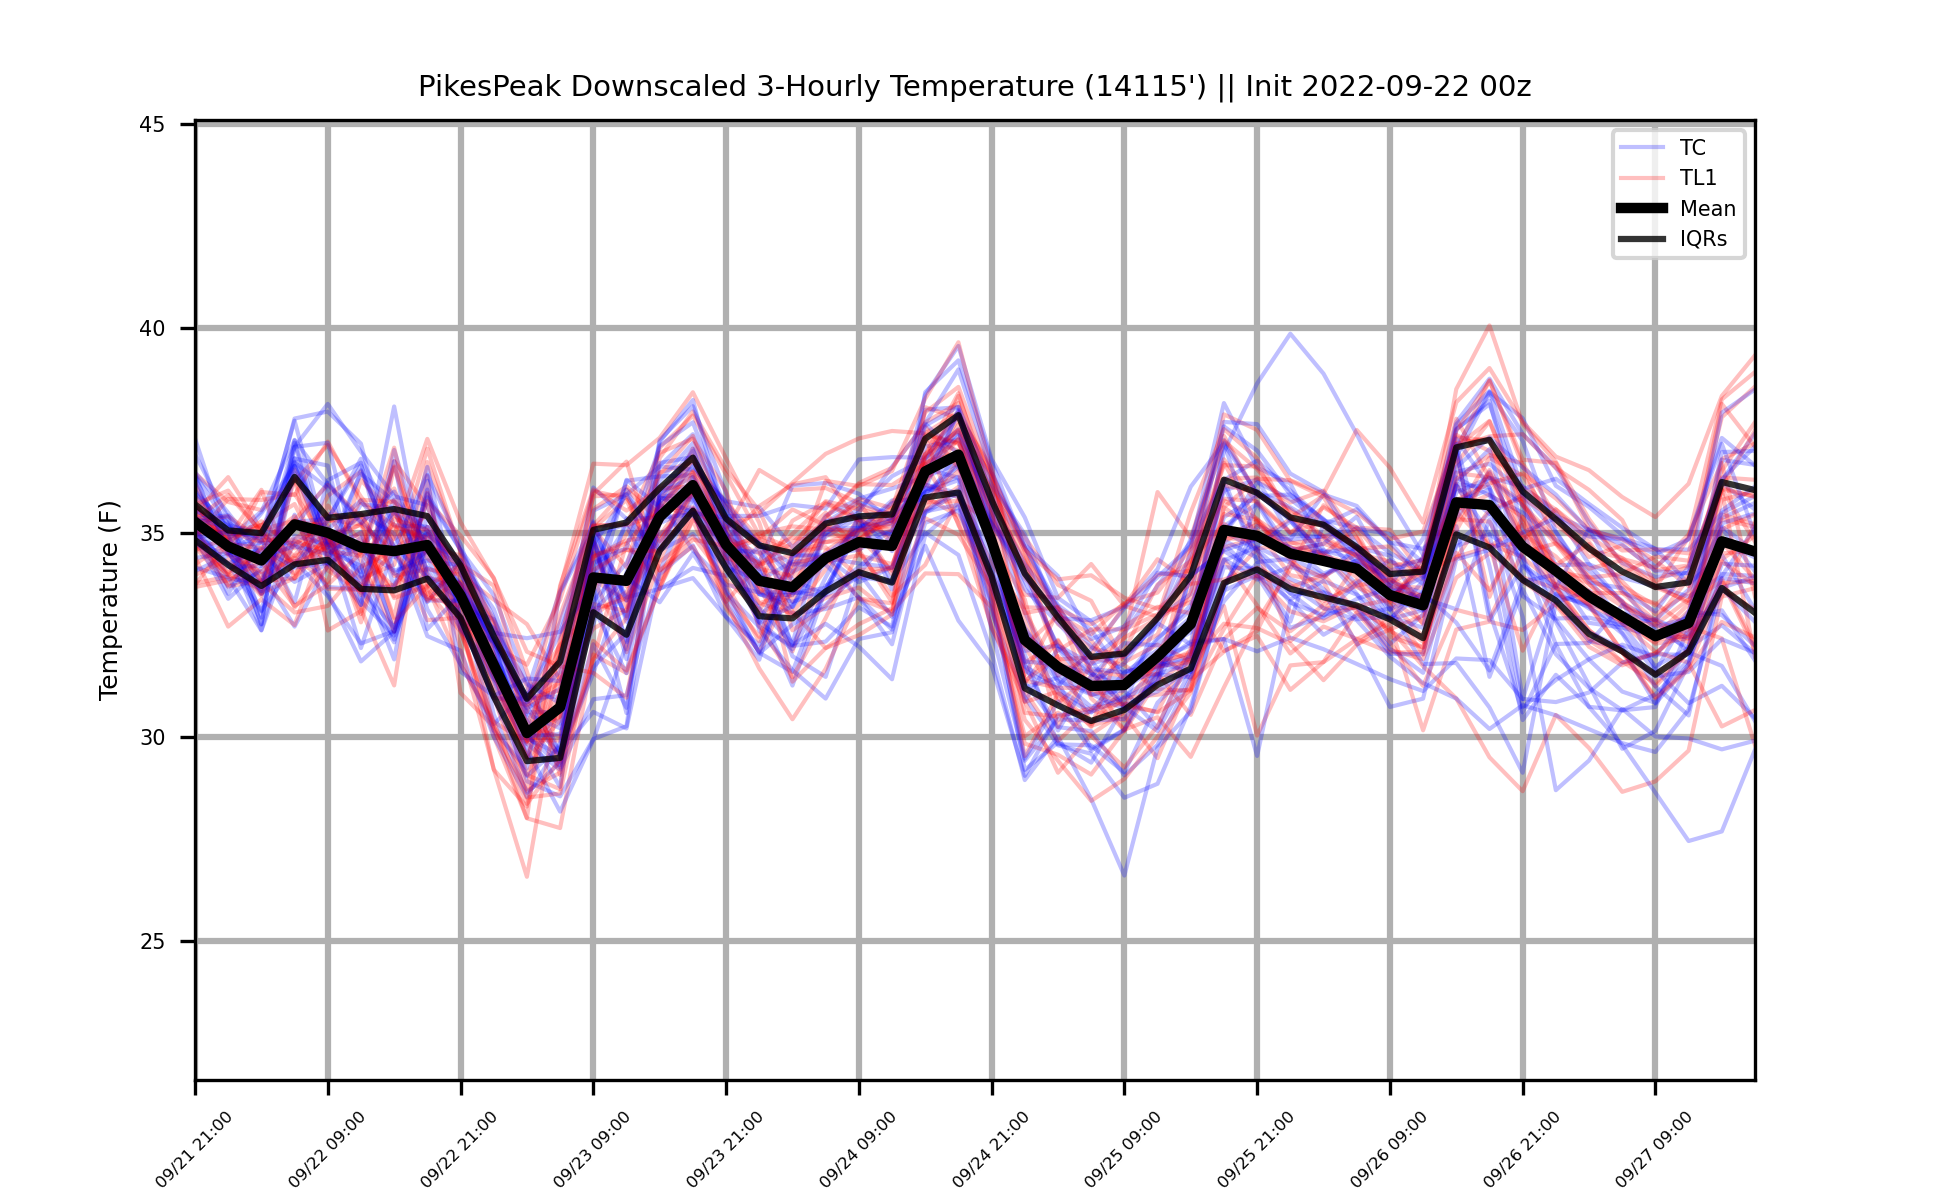 PikesPeak Downscaled 3-Hourly Temperature (14115') || Init 2022-09-22 00z
TC
TL1
Mean
IQRs
Temperature (F)
45
40
35
30
25
09/21 21:00
09/22 09:00
09/22 21:00
09/23 09:00
09/23 21:00
09/24 09:00
09/24 21:00
09/25 09:00
09/25 21:00
09/26 09:00
09/26 21:00
09/27 09:00